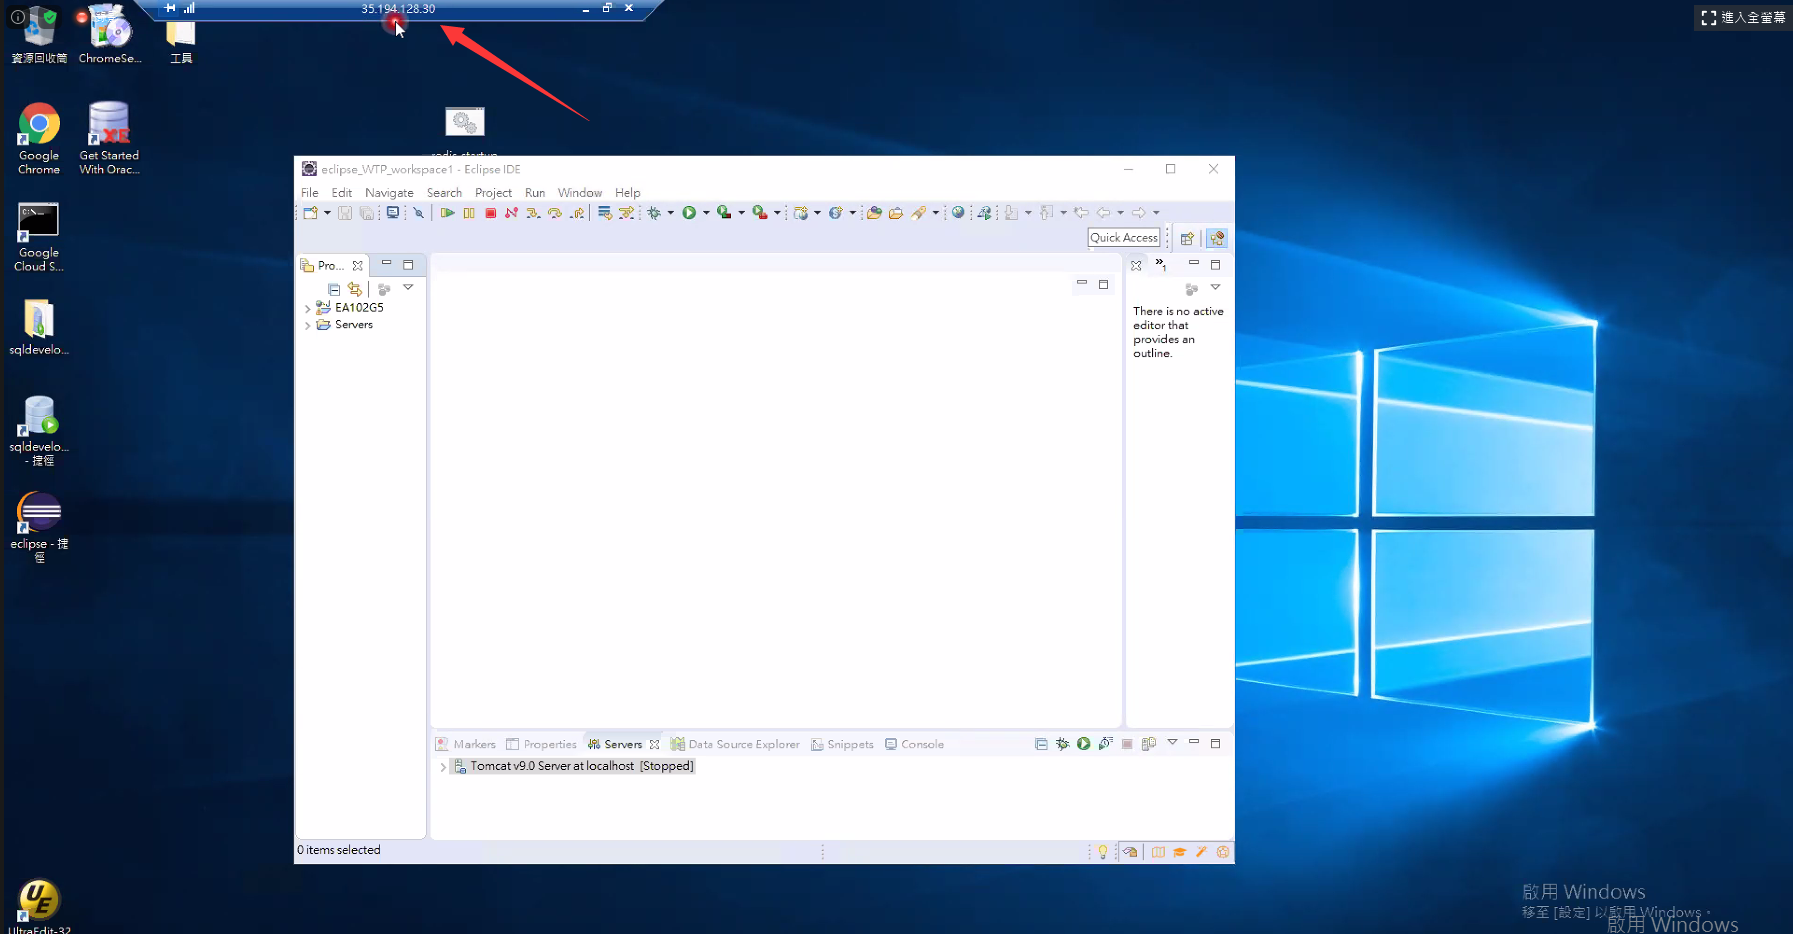 35.194.128.30
進入全螢幕
資源回收筒
ChromeSe...
工具
Google
Chrome
Get Started
With Orac...
Google
Cloud S...
sqldevelo...
sqldevelo...
- 捷徑
eclipse - 捷
徑
UltraEdit-32
eclipse_WTP_workspace1 - Eclipse IDE
File Edit Navigate Search Project Run Window Help
Quick Access
Pro...
EA102G5
Servers
There is no active
editor that
provides an
outline.
Markers Properties Servers Data Source Explorer Snippets Console
Tomcat v9.0 Server at localhost [Stopped]
0 items selected
啟用 Windows
移至 [設定] 以啟用 Windows。
啟用 Windows